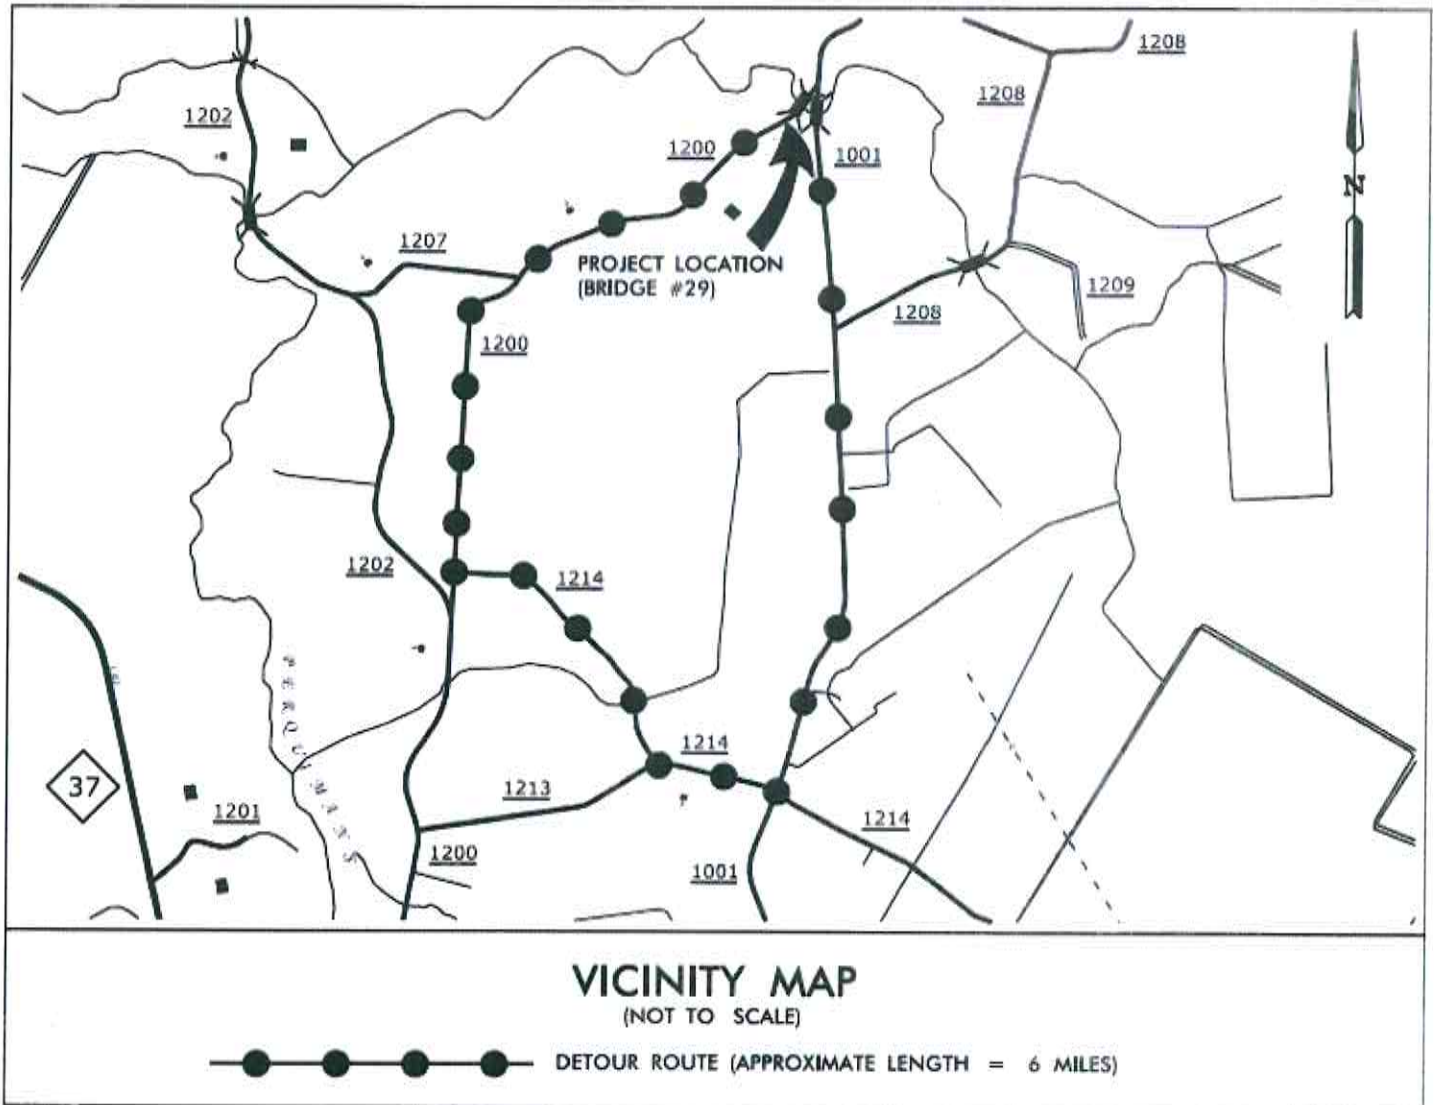 1208
1202
1208
1200
1001
N
1207
PROJECT LOCATION
(BRIDGE #29)
1209
1208
1200
1202
1214
PERQUIMANS
1214
37
1213
1201
1214
1200
1001
VICINITY MAP
(NOT TO SCALE)
DETOUR ROUTE (APPROXIMATE LENGTH = 6 MILES)